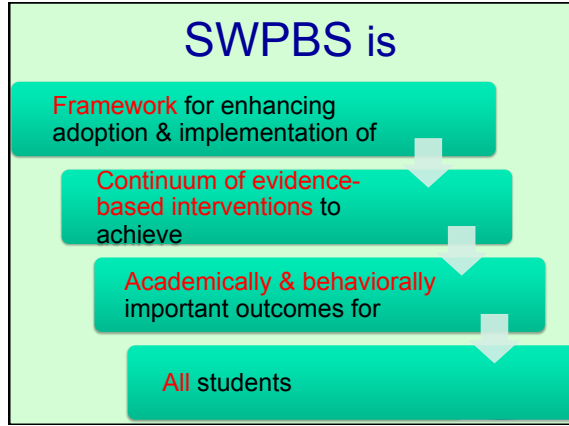 SWPBS is
Framework for enhancing
adoption & implementation of
Continuum of evidence-
based interventions to
achieve
Academically & behaviorally
important outcomes for
All students